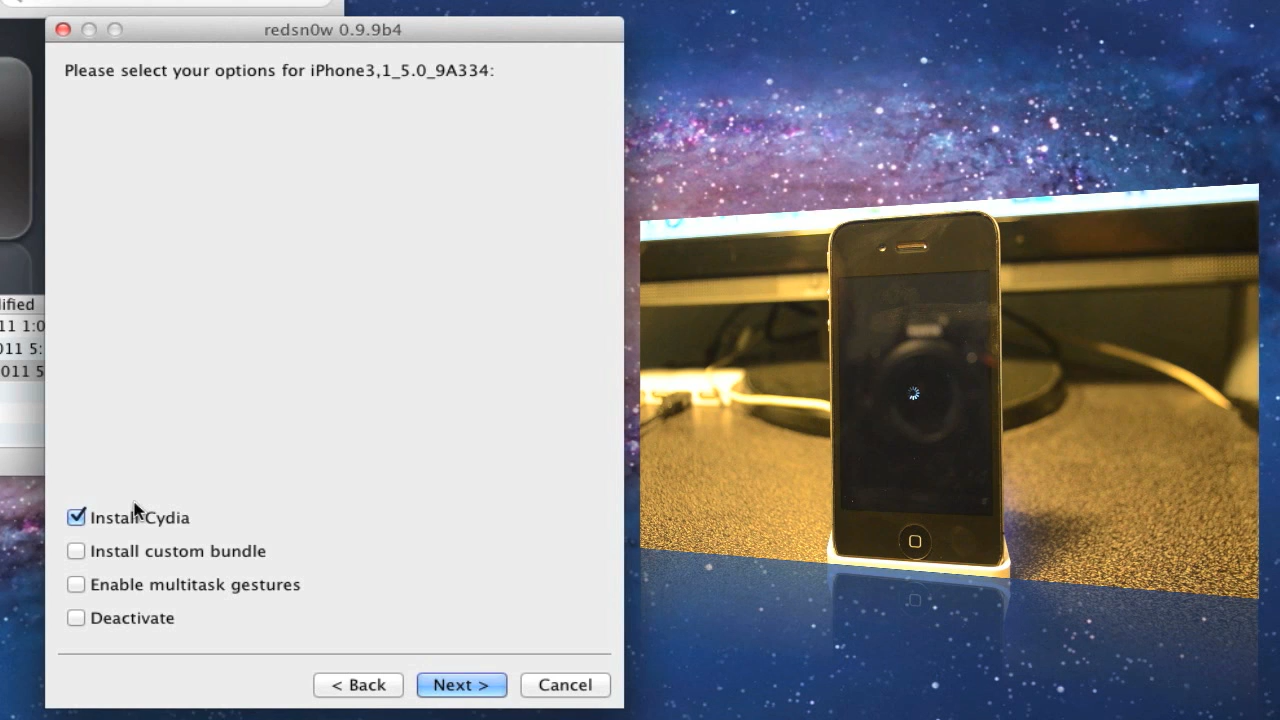 redsn0w 0.9.9b4
Please select your options for iPhone3,1_5.0_9A334:
ified
11 1:0
011 5:
011 5
Install Cydia
Install custom bundle
Enable multitask gestures
Deactivate
< Back
Next >
Cancel